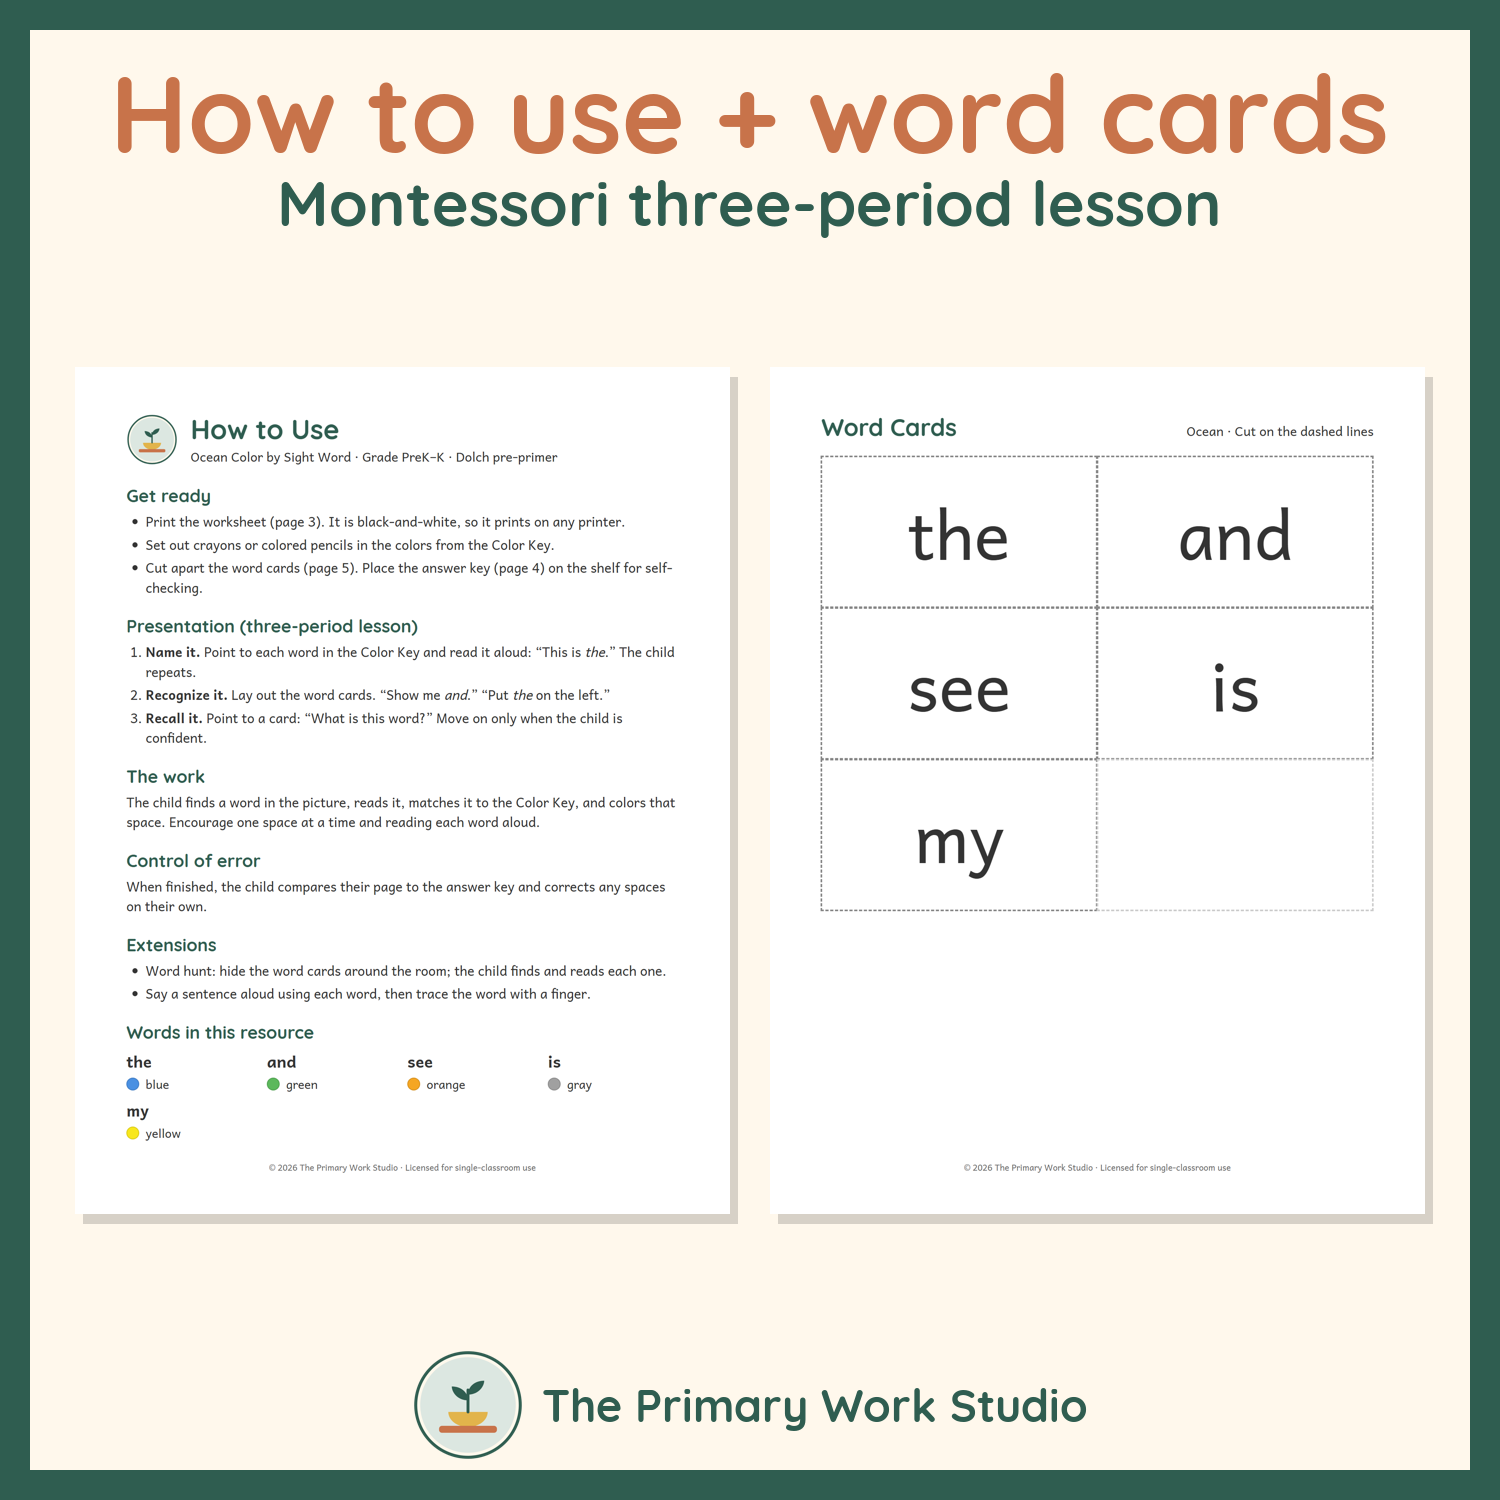 How to use + word cards
Montessori three-period lesson
How to Use
Ocean Color by Sight Word · Grade PreK–K · Dolch pre-primer
Get ready
• Print the worksheet (page 3). It is black-and-white, so it prints on any printer.
• Set out crayons or colored pencils in the colors from the Color Key.
• Cut apart the word cards (page 5). Place the answer key (page 4) on the shelf for self-
checking.
Presentation (three-period lesson)
1. Name it. Point to each word in the Color Key and read it aloud: “This is the.” The child
repeats.
2. Recognize it. Lay out the word cards. “Show me and.” “Put the on the left.”
3. Recall it. Point to a card: “What is this word?” Move on only when the child is
confident.
The work
The child finds a word in the picture, reads it, matches it to the Color Key, and colors that
space. Encourage one space at a time and reading each word aloud.
Control of error
When finished, the child compares their page to the answer key and corrects any spaces
on their own.
Extensions
• Word hunt: hide the word cards around the room; the child finds and reads each one.
• Say a sentence aloud using each word, then trace the word with a finger.
Words in this resource
the and see is
blue green orange gray
my
yellow
© 2026 The Primary Work Studio · Licensed for single-classroom use
Word Cards
Ocean · Cut on the dashed lines
the and
see is
my
© 2026 The Primary Work Studio · Licensed for single-classroom use
The Primary Work Studio